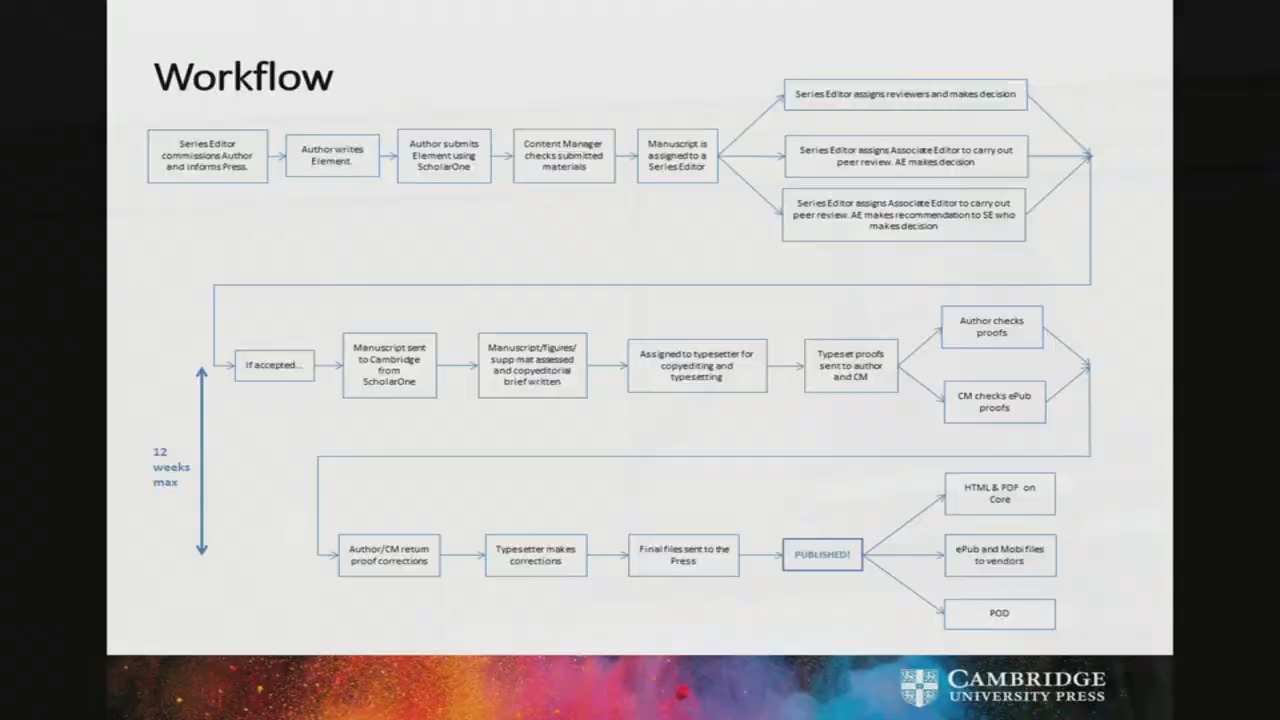 Workflow
Series Editor
commissions Author
and informs Press.
Author writes
Element.
Author submits
Element using
ScholarOne
Content Manager
checks submitted
materials
Manuscript is
assigned to a
Series Editor
Series Editor assigns reviewers and makes decision
Series Editor assigns Associate Editor to carry out
peer review. AE makes decision
Series Editor assigns Associate Editor to carry out
peer review. AE makes recommendation to SE who
makes decision
If accepted...
Manuscript sent
to Cambridge
from
ScholarOne
Manuscript/figures/
supp mat assessed
and copyeditorial
brief written
Assigned to typesetter for
copyediting and
typesetting
Typeset proofs
sent to author
and CM
Author checks
proofs
CM checks ePub
proofs
12
weeks
max
Author/CM return
proof corrections
Typesetter makes
corrections
Final files sent to the
Press
PUBLISHED!
HTML & PDF on
Core
ePub and Mobi files
to vendors
POD
CAMBRIDGE
UNIVERSITY PRESS